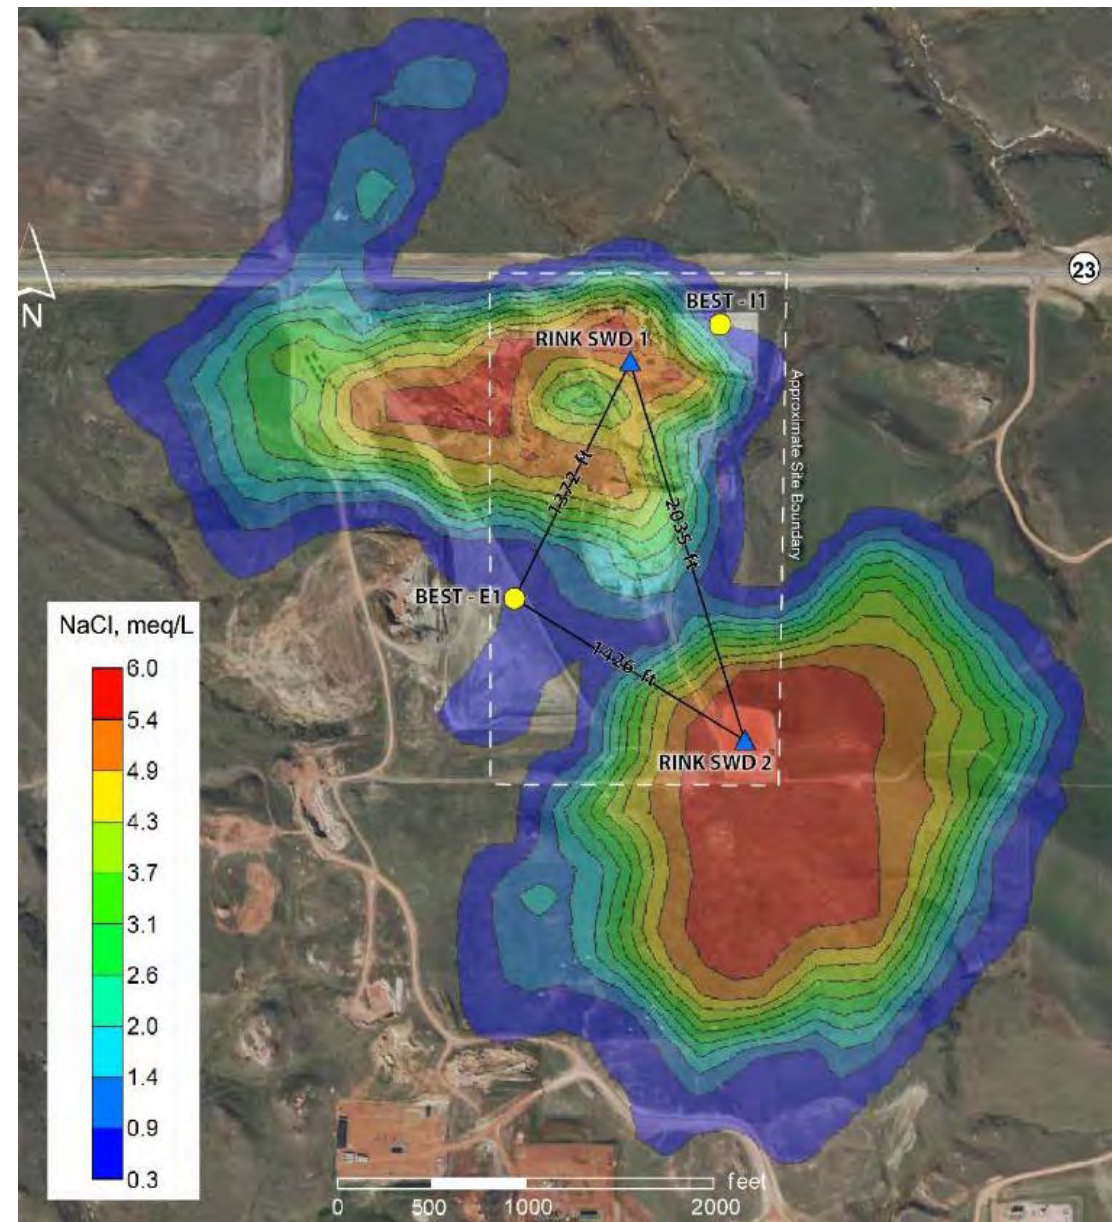 23
N
BEST - I1
RINK SWD 1
Approximate Site Boundary
1372 ft
2035 ft
BEST - E1
1426 ft
RINK SWD 2
NaCl, meq/L
6.0
5.4
4.9
4.3
3.7
3.1
2.6
2.0
1.4
0.9
0.3
feet
0 500 1000 2000